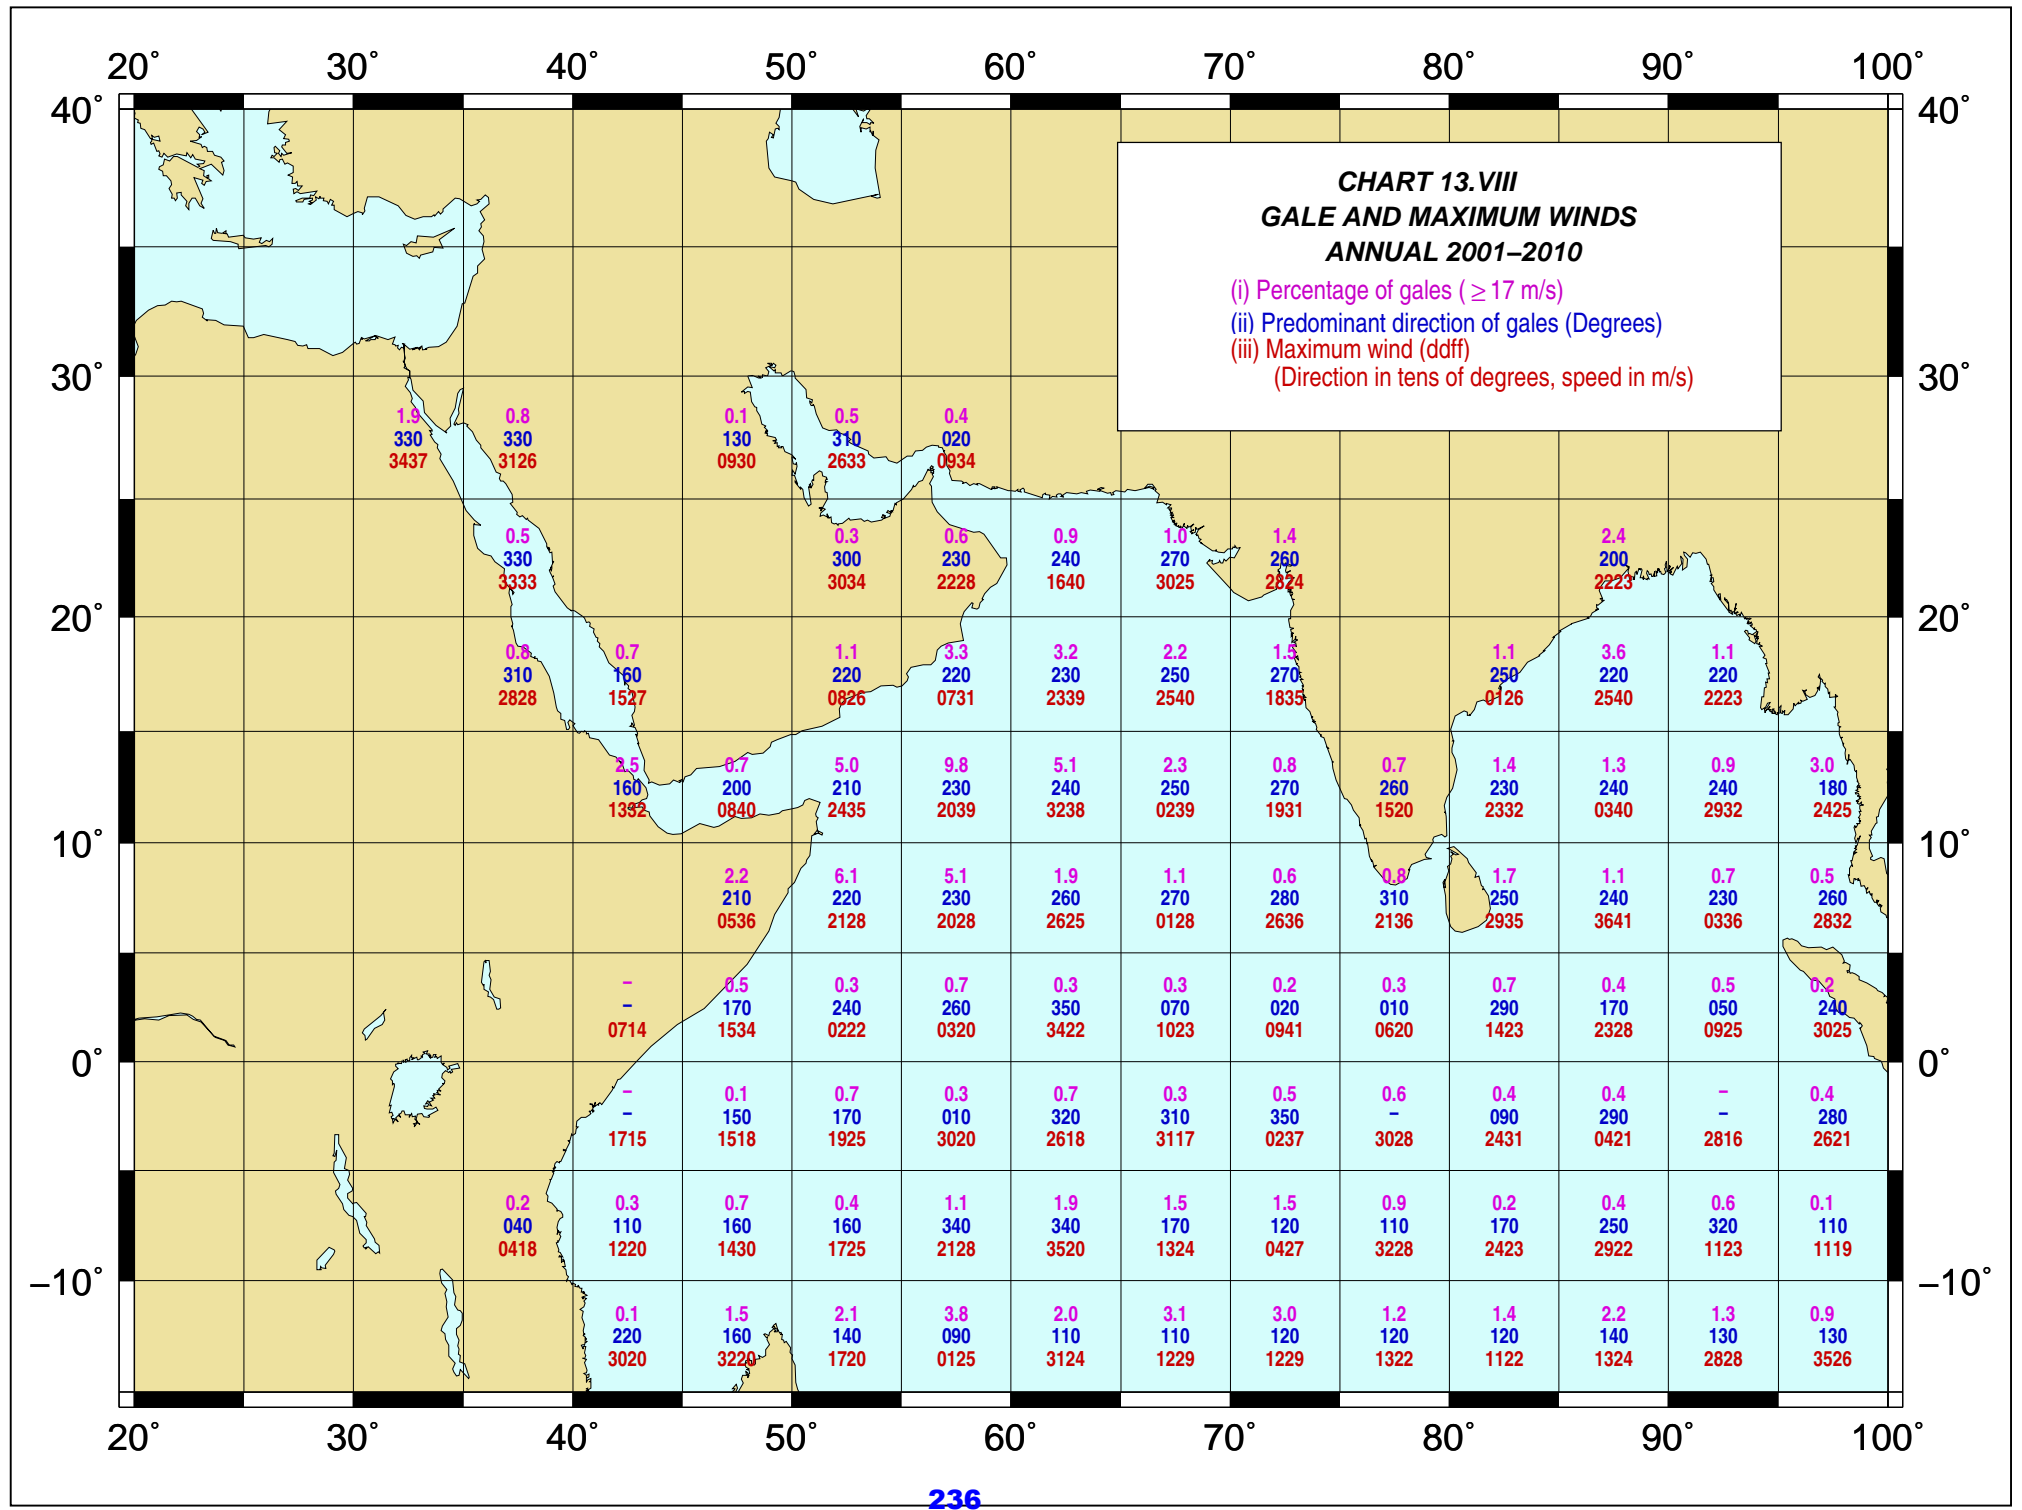 20° 30° 40° 50° 60° 70° 80° 90° 100°
40° 40°
CHART 13.VIII
GALE AND MAXIMUM WINDS
ANNUAL 2001–2010
(i) Percentage of gales ( ≥ 17 m/s)
(ii) Predominant direction of gales (Degrees)
(iii) Maximum wind (ddff)
(Direction in tens of degrees, speed in m/s)
30° 30°
1.9 0.8 0.1 0.5 0.4
330 330 130 310 020
3437 3126 0930 2633 0934
0.5 0.3 0.6 0.9 1.0 1.4 2.4
330 300 230 240 270 260 200
3333 3034 2228 1640 3025 2824 2223
20° 20°
0.8 0.7 1.1 3.3 3.2 2.2 1.5 1.1 3.6 1.1
310 160 220 220 230 250 270 250 220 220
2828 1527 0826 0731 2339 2540 1835 0126 2540 2223
2.5 0.7 5.0 9.8 5.1 2.3 0.8 0.7 1.4 1.3 0.9 3.0
160 200 210 230 240 250 270 260 230 240 240 180
1332 0840 2435 2039 3238 0239 1931 1520 2332 0340 2932 2425
10° 10°
2.2 6.1 5.1 1.9 1.1 0.6 0.8 1.7 1.1 0.7 0.5
210 220 230 260 270 280 310 250 240 230 260
0536 2128 2028 2625 0128 2636 2136 2935 3641 0336 2832
– 0.5 0.3 0.7 0.3 0.3 0.2 0.3 0.7 0.4 0.5 0.2
– 170 240 260 350 070 020 010 290 170 050 240
0714 1534 0222 0320 3422 1023 0941 0620 1423 2328 0925 3025
0° 0°
– 0.1 0.7 0.3 0.7 0.3 0.5 0.6 0.4 0.4 – 0.4
– 150 170 010 320 310 350 – 090 290 – 280
1715 1518 1925 3020 2618 3117 0237 3028 2431 0421 2816 2621
0.2 0.3 0.7 0.4 1.1 1.9 1.5 1.5 0.9 0.2 0.4 0.6 0.1
040 110 160 160 340 340 170 120 110 170 250 320 110
0418 1220 1430 1725 2128 3520 1324 0427 3228 2423 2922 1123 1119
–10° –10°
0.1 1.5 2.1 3.8 2.0 3.1 3.0 1.2 1.4 2.2 1.3 0.9
220 160 140 090 110 110 120 120 120 140 130 130
3020 3220 1720 0125 3124 1229 1229 1322 1122 1324 2828 3526
20° 30° 40° 50° 60° 70° 80° 90° 100°
236